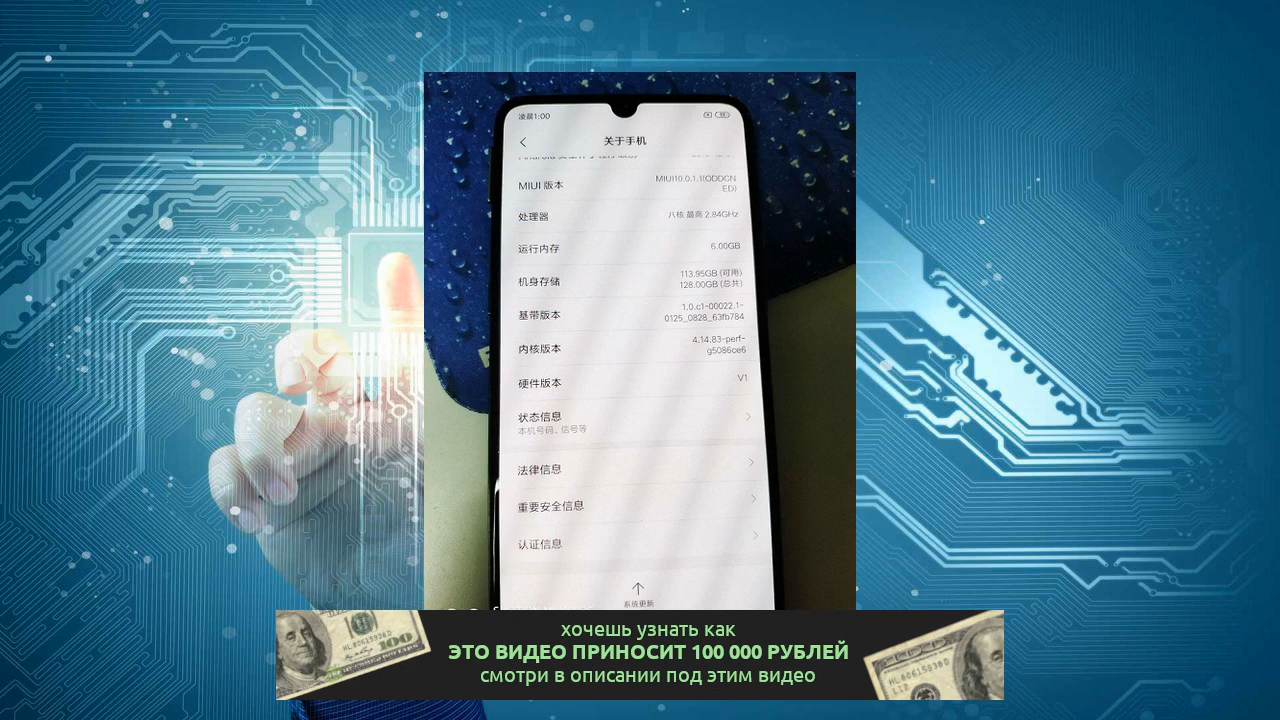 凌晨1:00
关于手机
MIUI 版本
MIUI10.0.1.1(ODDCN
ED)
处理器
八核 最高 2.84GHz
运行内存
6.00GB
机身存储
113.95GB (可用)
128.00GB (总共)
基带版本
1.0.c1-00022.1-
0125_0828_63fb784
内核版本
4.14.83-perf-
g5086ce6
硬件版本
V1
状态信息
本机号码、信号等
法律信息
重要安全信息
认证信息
系统更新
хочешь узнать как
ЭТО ВИДЕО ПРИНОСИТ 100 000 РУБЛЕЙ
смотри в описании под этим видео
HL80615938D
100
HL80615938D
L12